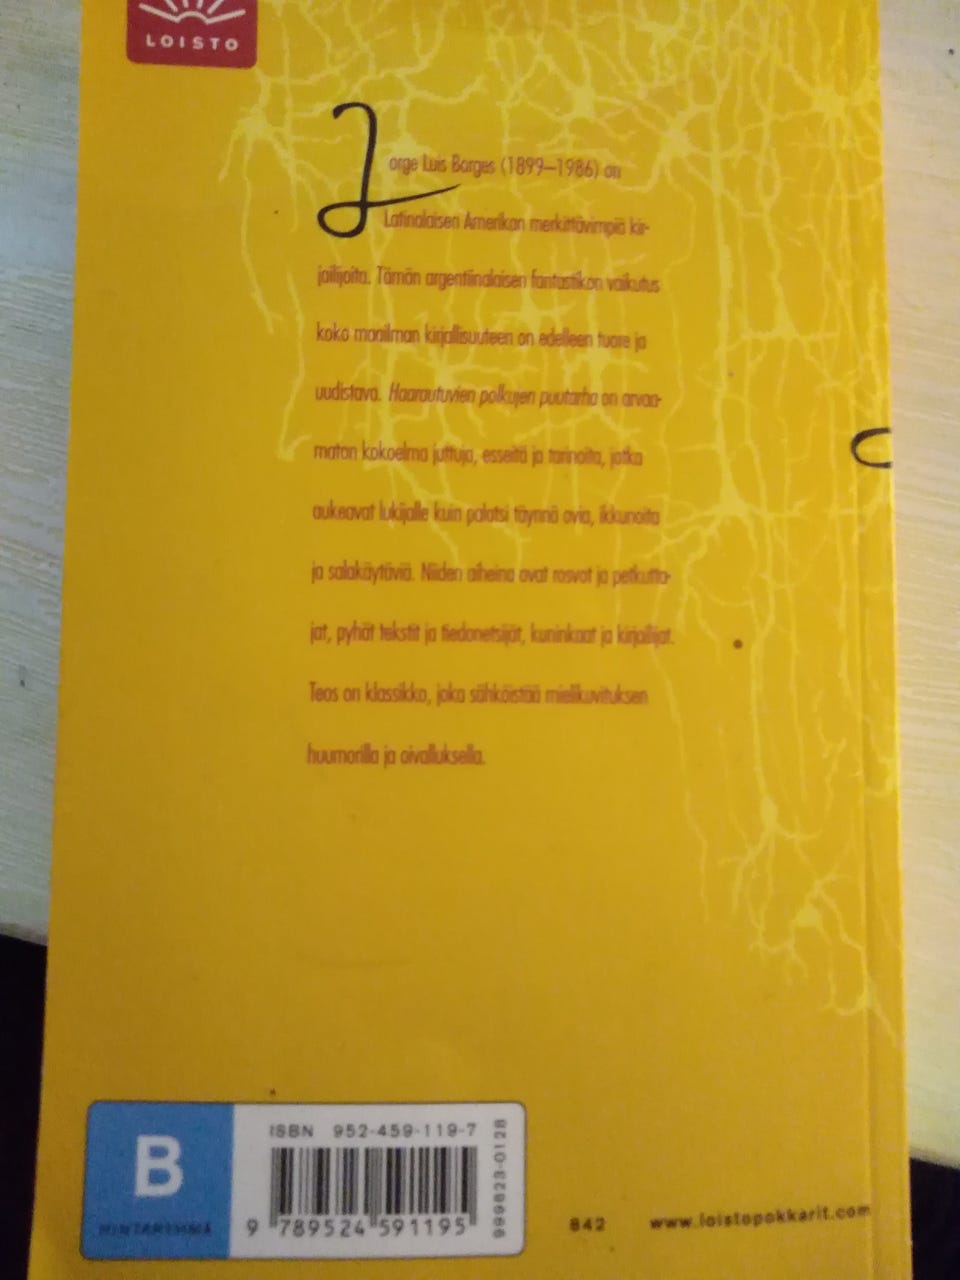 LOISTO
Jorge Luis Borges (1899–1986) on
Latinalaisen Amerikan merkittävimpiä kir-
jailijoita. Tämän argentiinalaisen fantastikon vaikutus
koko maailman kirjallisuuteen on edelleen tuore ja
uudistava. Haarautuvien polkujen puutarha on arvaa-
maton kokoelma juttuja, esseitä ja tarinoita, jotka
aukeavat lukijalle kuin palatsi täynnä ovia, ikkunoita
ja salakäytäviä. Niiden aiheina ovat rosvot ja petkutta-
jat, pyhät tekstit ja tiedonetsijät, kuninkaat ja kirjailijat.
Teos on klassikko, joka sähköistää mielikuvituksen
huumorilla ja oivalluksella.
B
HINTARYHMÄ
ISBN 952-459-119-7
9 789524 591195
999823-0128
842 www.loistopokkarit.com